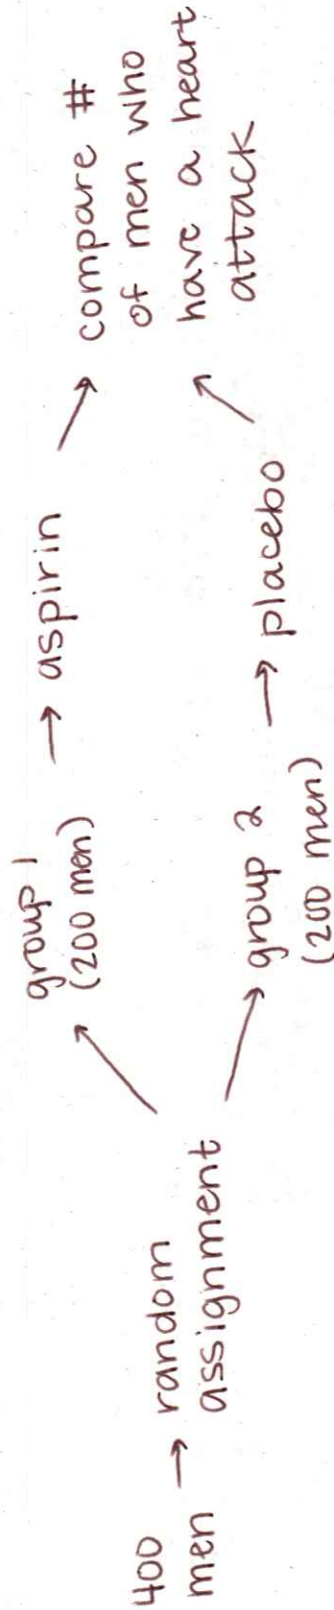 400
men → random
assignment
group 1
(200 men)
→ aspirin
group 2
(200 men)
→ placebo
compare #
of men who
have a heart
attack